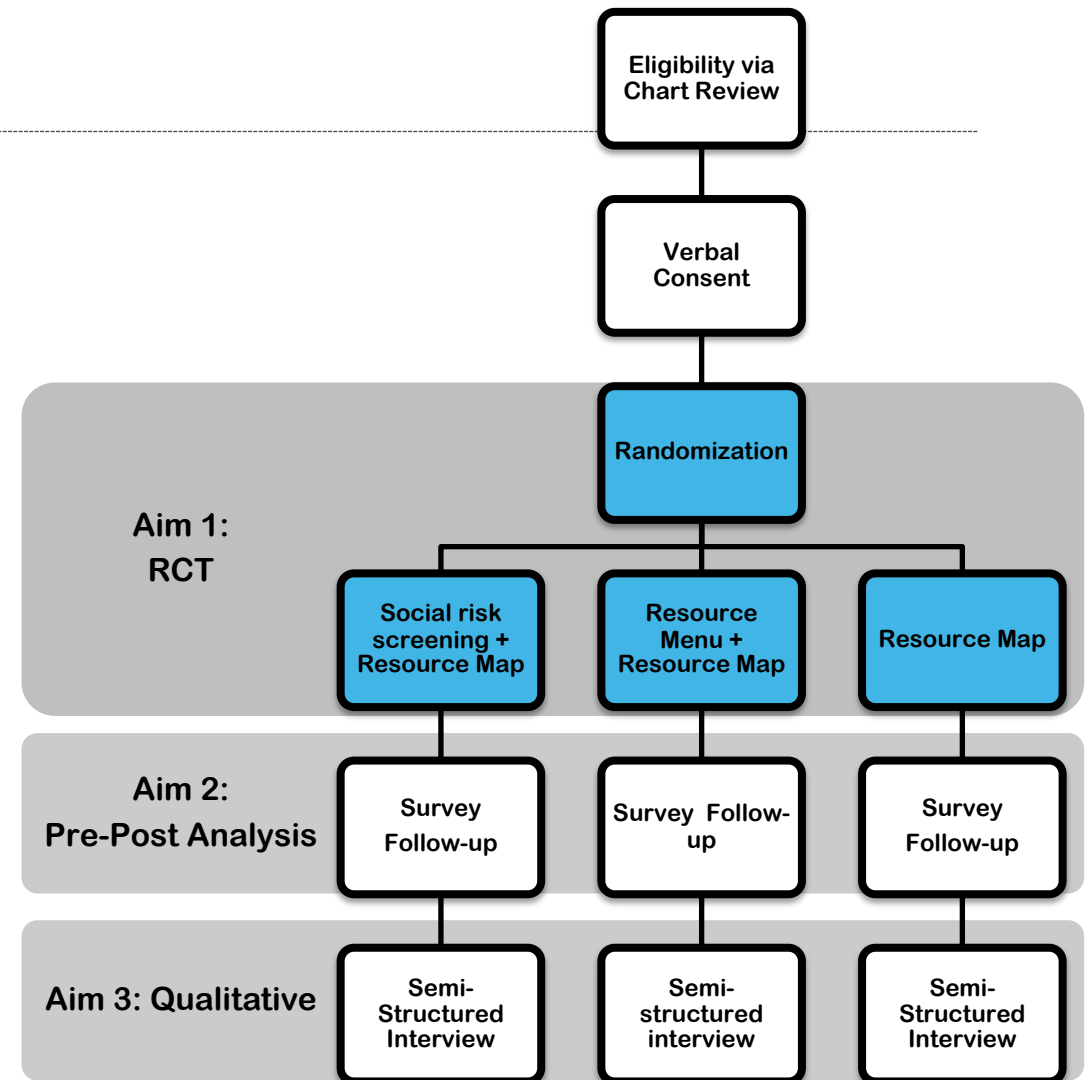 Eligibility via
Chart Review
Verbal
Consent
Randomization
Aim 1:
RCT
Social risk
screening +
Resource Map
Resource
Menu +
Resource Map
Resource Map
Aim 2:
Pre-Post Analysis
Survey
Follow-up
Survey Follow-
up
Survey
Follow-up
Aim 3: Qualitative
Semi-
Structured
Interview
Semi-
structured
interview
Semi-
Structured
Interview